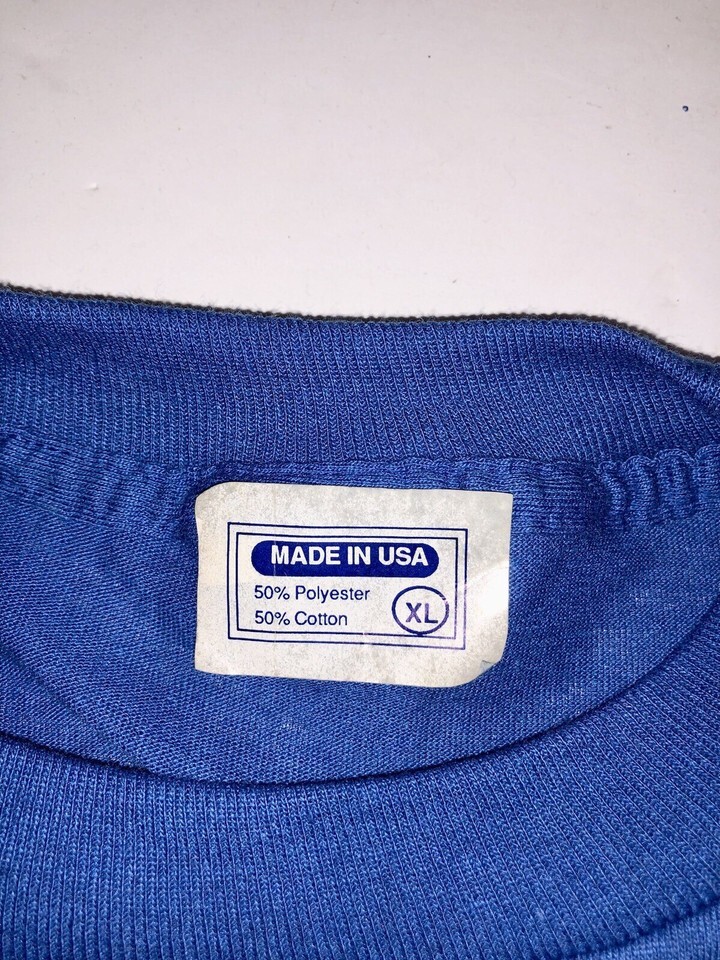 MADE IN USA
50% Polyester
50% Cotton
XL